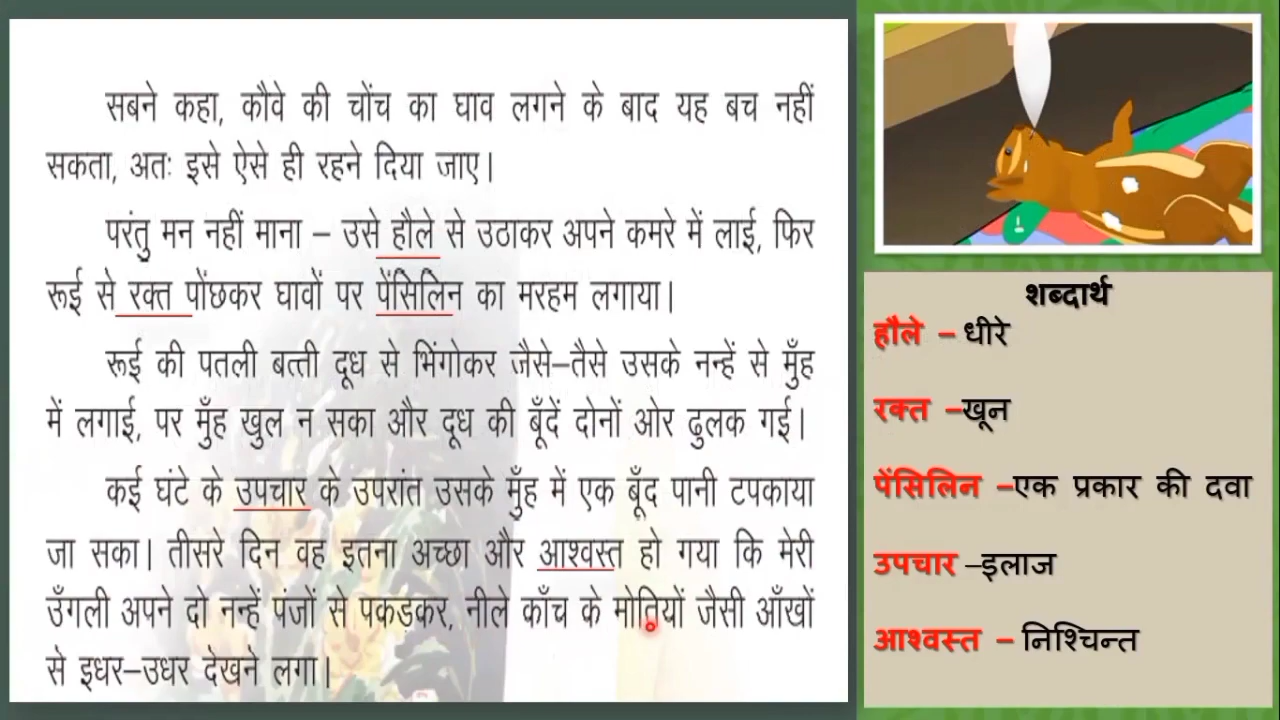 सबने कहा, कौवे की चोंच का घाव लगने के बाद यह बच नहीं
सकता, अतः इसे ऐसे ही रहने दिया जाए।
परंतु मन नहीं माना – उसे हौले से उठाकर अपने कमरे में लाई, फिर
रूई से रक्त पोंछकर घावों पर पेंसिलिन का मरहम लगाया।
रूई की पतली बत्ती दूध से भिंगोकर जैसे–तैसे उसके नन्हें से मुँह
में लगाई, पर मुँह खुल न सका और दूध की बूँदें दोनों ओर ढुलक गई।
कई घंटे के उपचार के उपरांत उसके मुँह में एक बूँद पानी टपकाया
जा सका। तीसरे दिन वह इतना अच्छा और आश्वस्त हो गया कि मेरी
उँगली अपने दो नन्हें पंजों से पकड़कर, नीले काँच के मोतियों जैसी आँखों
से इधर–उधर देखने लगा।
शब्दार्थ
हौले – धीरे
रक्त –खून
पेंसिलिन –एक प्रकार की दवा
उपचार –इलाज
आश्वस्त – निश्चिन्त